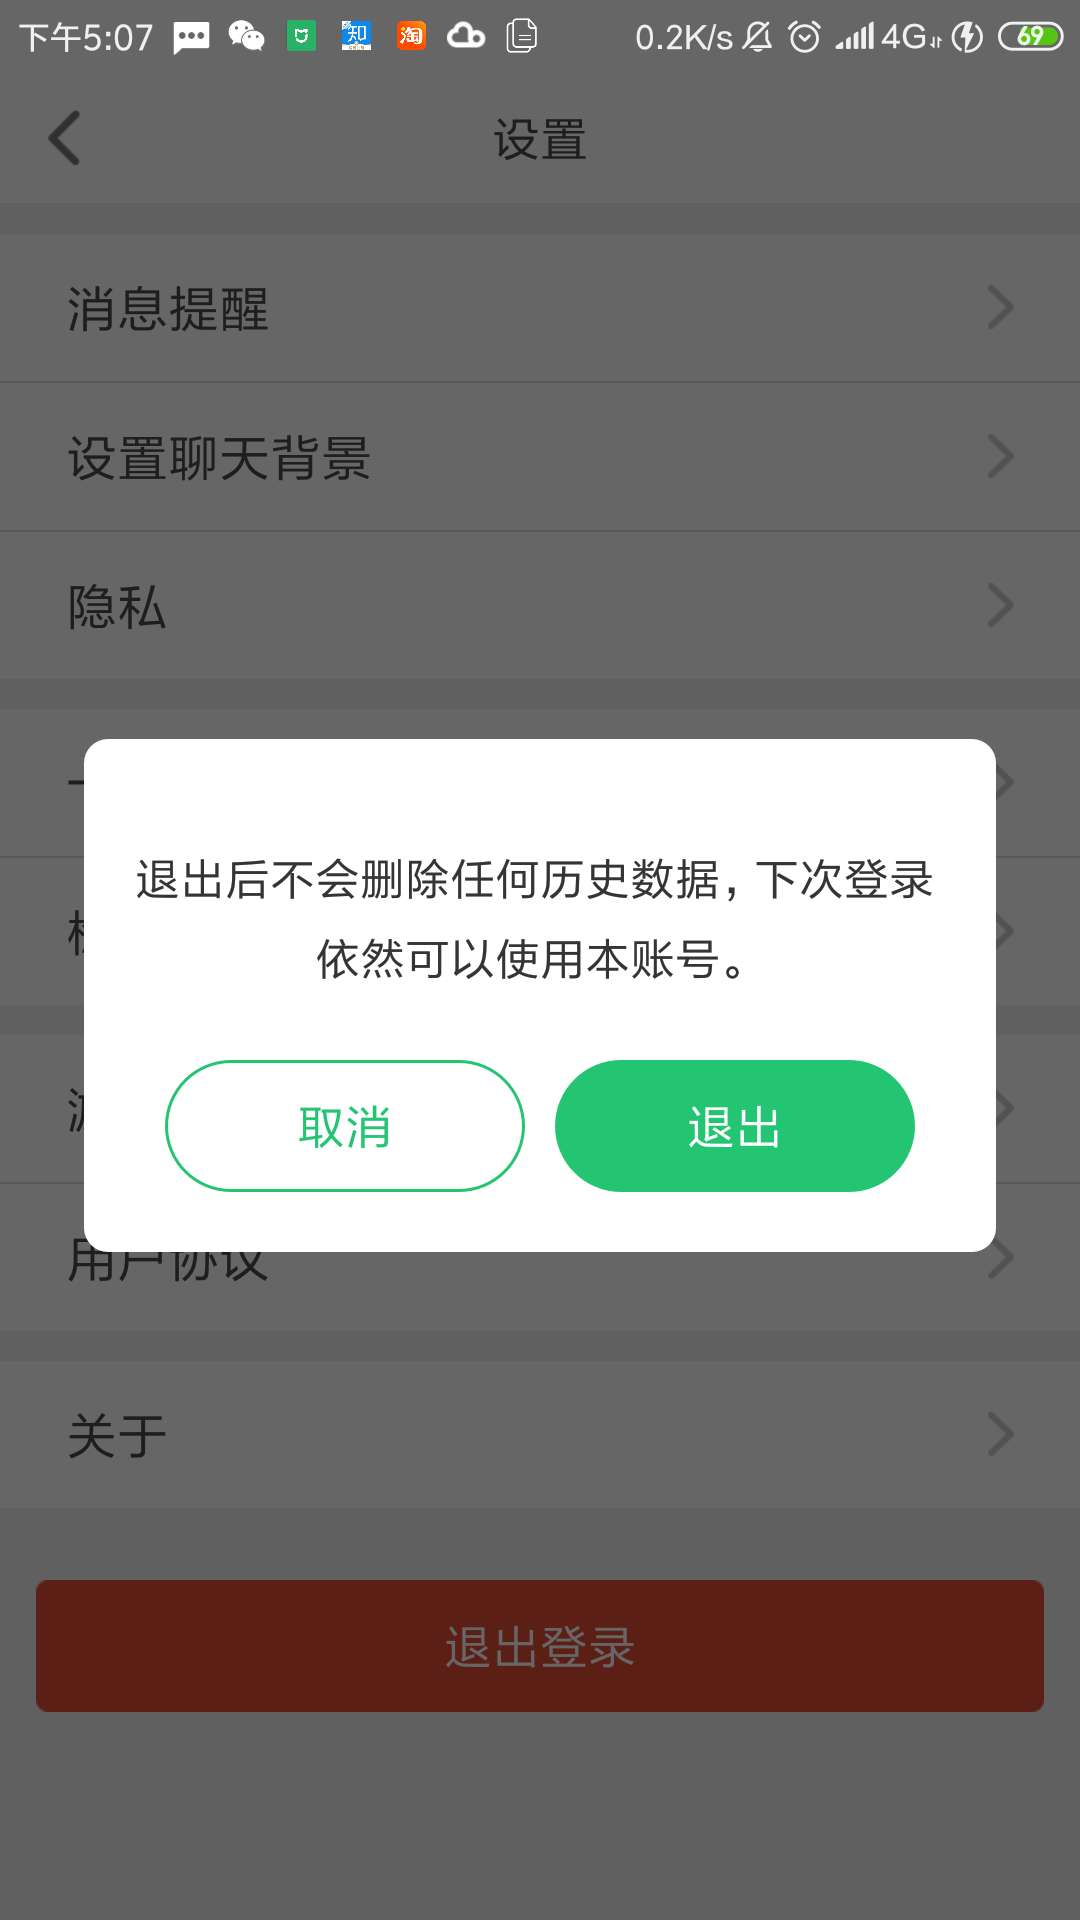 下午5:07 知 淘 0.2K/s 4G 69
设置
消息提醒
设置聊天背景
隐私
退出后不会删除任何历史数据，下次登录
依然可以使用本账号。
取消 退出
用户协议
关于
退出登录